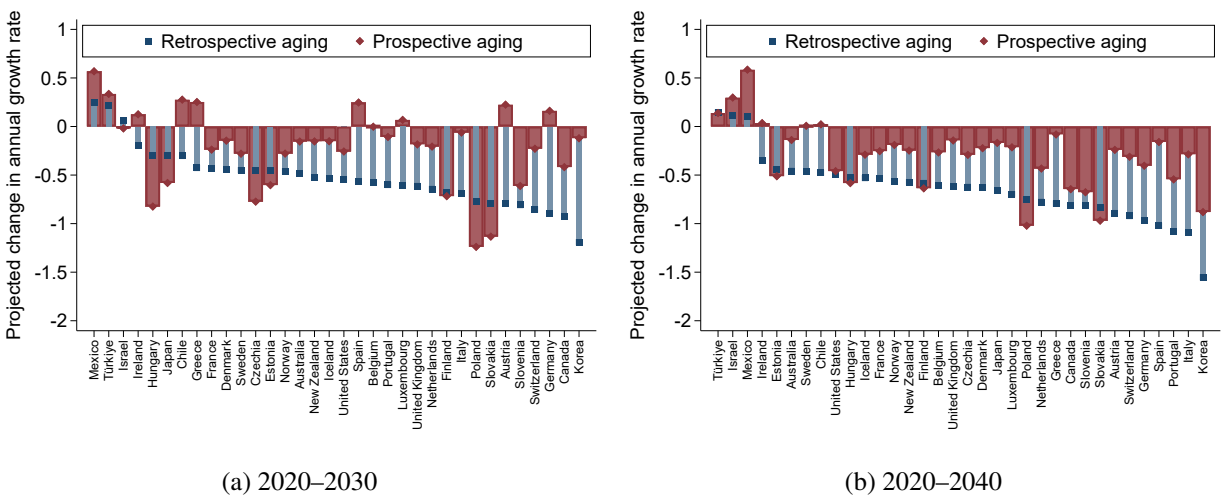 Projected change in annual growth rate
1
0.5
0
-0.5
-1
-1.5
-2
Retrospective aging Prospective aging
Mexico
Türkiye
Israel
Ireland
Hungary
Japan
Chile
Greece
France
Denmark
Sweden
Czechia
Estonia
Norway
Australia
New Zealand
Iceland
United States
Spain
Belgium
Portugal
Luxembourg
United Kingdom
Netherlands
Finland
Italy
Poland
Slovakia
Austria
Slovenia
Switzerland
Germany
Canada
Korea
(a) 2020–2030
Projected change in annual growth rate
1
0.5
0
-0.5
-1
-1.5
-2
Retrospective aging Prospective aging
Türkiye
Israel
Mexico
Ireland
Estonia
Australia
Sweden
Chile
United States
Hungary
Iceland
France
Norway
New Zealand
Finland
Belgium
United Kingdom
Czechia
Denmark
Japan
Luxembourg
Poland
Netherlands
Greece
Canada
Slovenia
Slovakia
Austria
Switzerland
Germany
Spain
Portugal
Italy
Korea
(b) 2020–2040